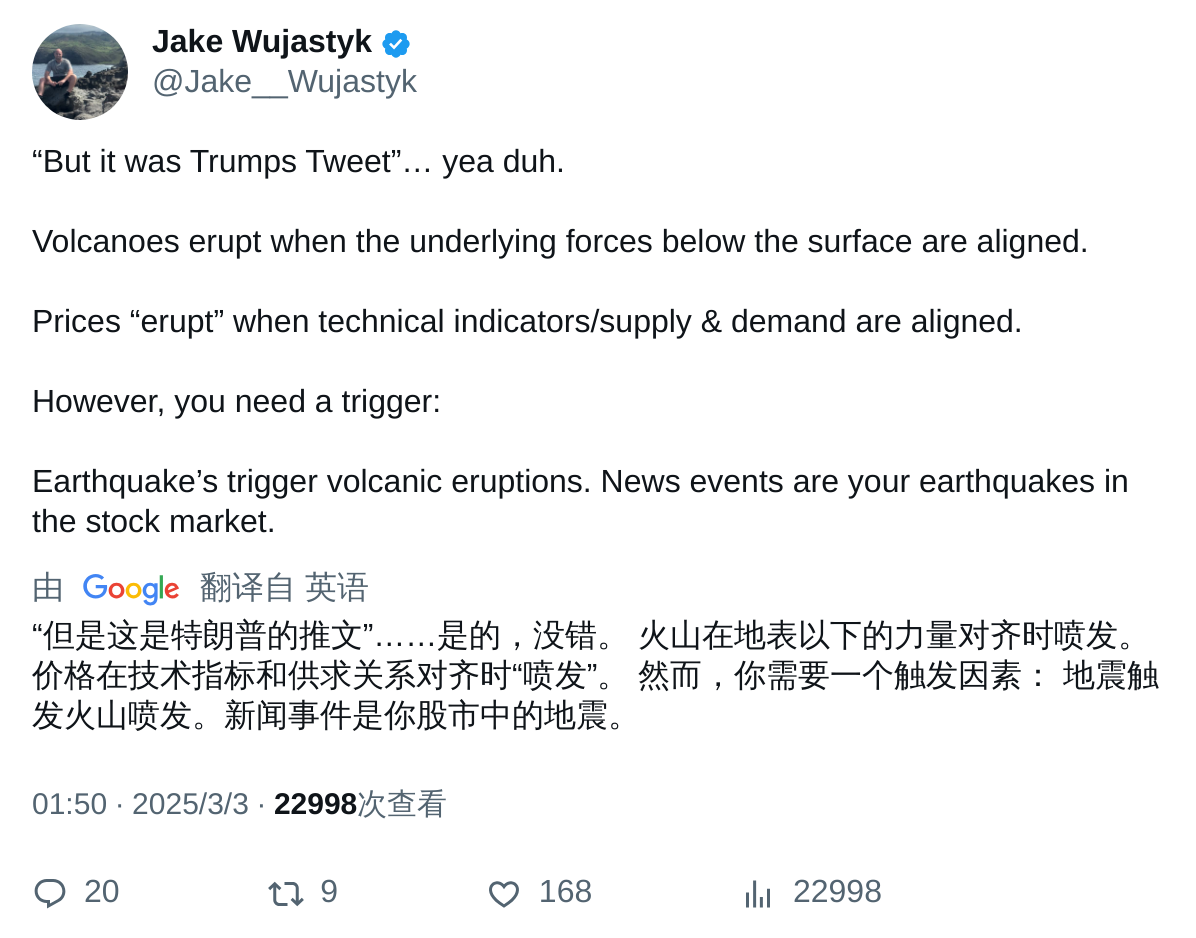 Jake Wujastyk
@Jake__Wujastyk
“But it was Trumps Tweet”… yea duh.
Volcanoes erupt when the underlying forces below the surface are aligned.
Prices “erupt” when technical indicators/supply & demand are aligned.
However, you need a trigger:
Earthquake’s trigger volcanic eruptions. News events are your earthquakes in
the stock market.
由 Google 翻译自 英语
“但是这是特朗普的推文”……是的，没错。 火山在地表以下的力量对齐时喷发。
价格在技术指标和供求关系对齐时“喷发”。 然而，你需要一个触发因素： 地震触
发火山喷发。新闻事件是你股市中的地震。
01:50 · 2025/3/3 · 22998次查看
20 9 168 22998